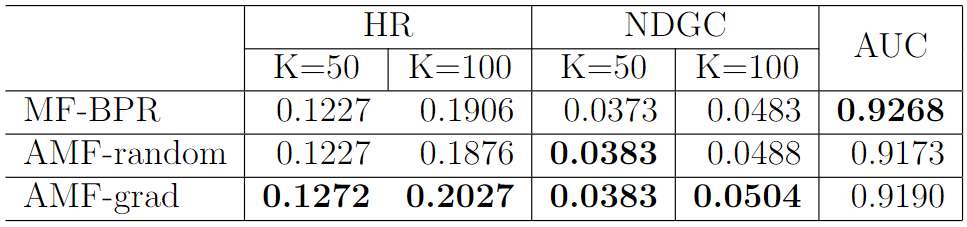 HR NDGC AUC
K=50 K=100 K=50 K=100
MF-BPR 0.1227 0.1906 0.0373 0.0483 0.9268
AMF-random 0.1227 0.1876 0.0383 0.0488 0.9173
AMF-grad 0.1272 0.2027 0.0383 0.0504 0.9190